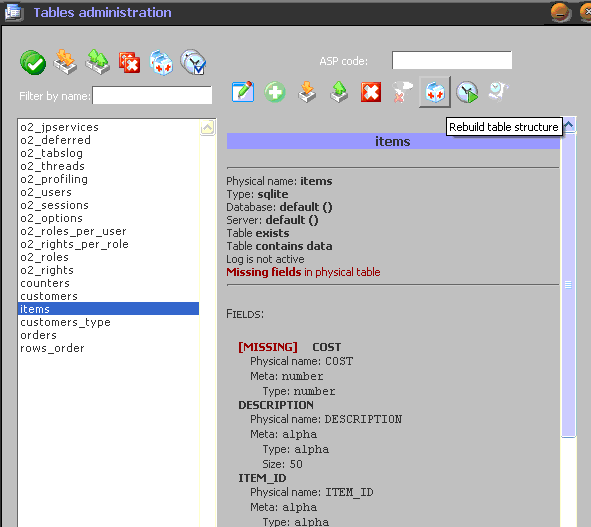 Tables administration
ASP code:
Filter by name:
Rebuild table structure
o2_jpservices
o2_deferred
o2_tabslog
o2_threads
o2_profiling
o2_users
o2_sessions
o2_options
o2_roles_per_user
o2_rights_per_role
o2_roles
o2_rights
counters
customers
items
customers_type
orders
rows_order
items
Physical name: items
Type: sqlite
Database: default ()
Server: default ()
Table exists
Table contains data
Log is not active
Missing fields in physical table
Fields:
[MISSING] COST
Physical name: COST
Meta: number
Type: number
DESCRIPTION
Physical name: DESCRIPTION
Meta: alpha
Type: alpha
Size: 50
ITEM_ID
Physical name: ITEM_ID
Meta: alpha
Type: alpha